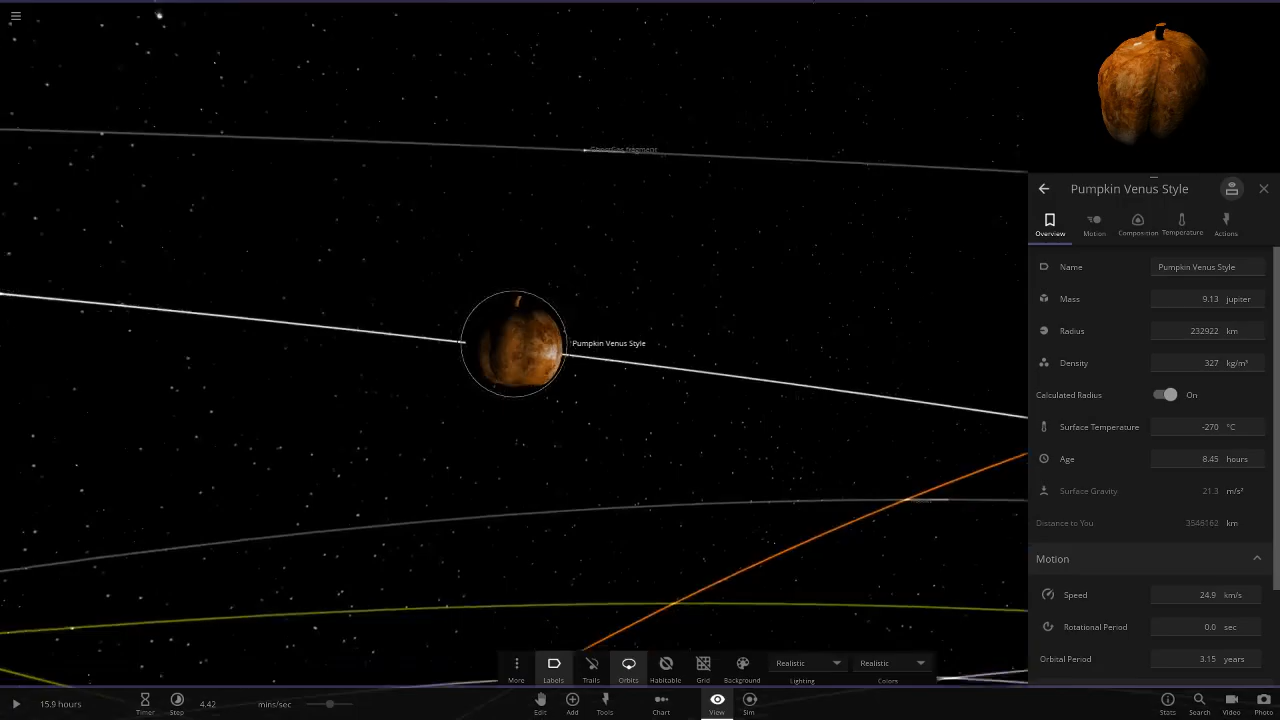 GhostGas fragment
Pumpkin Venus Style
Pumpkin Venus Style
Overview
Motion
Composition
Temperature
Actions
Name Pumpkin Venus Style
Mass 9.13 jupiter
Radius 232922 km
Density 327 kg/m³
Calculated Radius On
Surface Temperature -270 °C
Age 8.45 hours
Surface Gravity 21.3 m/s²
Distance to You 3546162 km
Motion
Speed 24.9 km/s
Rotational Period 0.0 sec
Orbital Period 3.15 years
More
Labels
Trails
Orbits
Habitable
Grid
Background
Realistic
Lighting
Realistic
Colors
15.9 hours
Timer
Step
4.42 mins/sec
Edit
Add
Tools
Chart
View
Sim
Stats
Search
Video
Photo